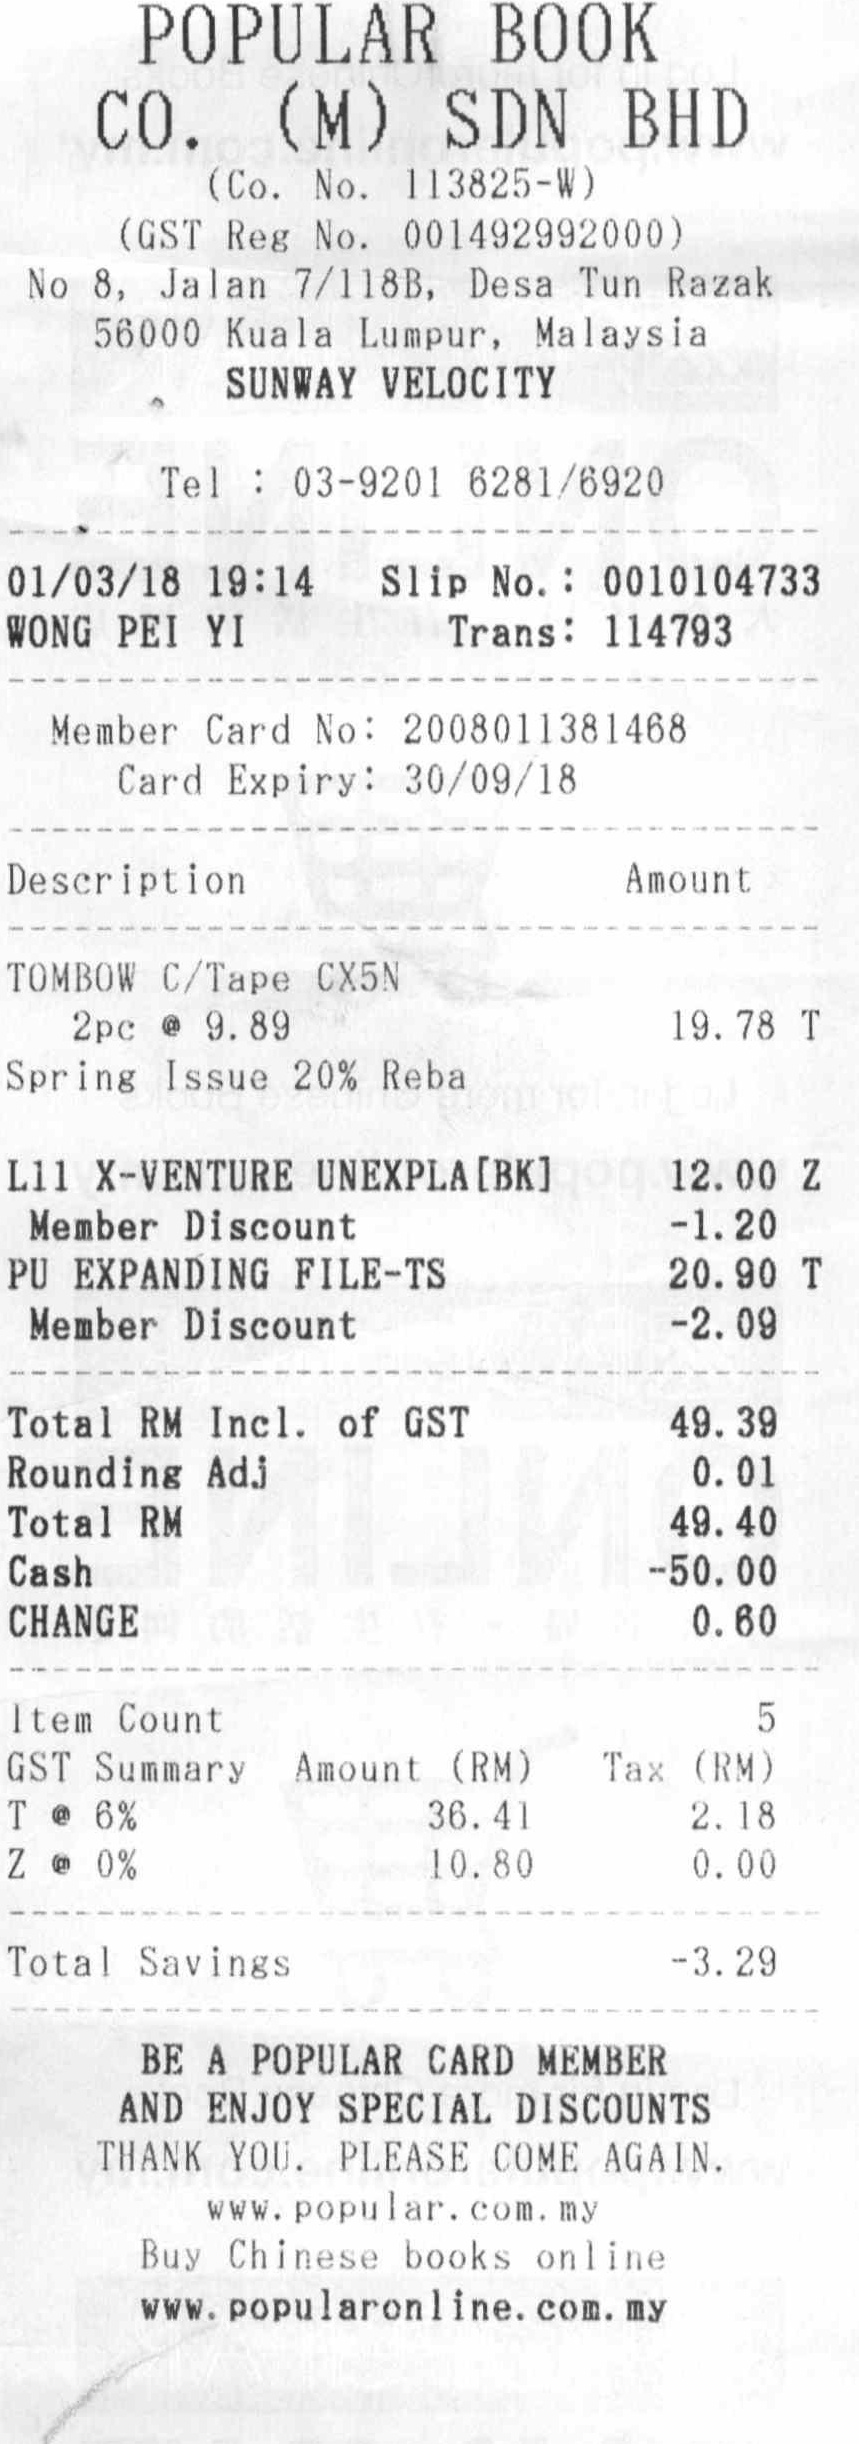 POPULAR BOOK
CO. (M) SDN BHD
(Co. No. 113825-W)
(GST Reg No. 001492992000)
No 8, Jalan 7/118B, Desa Tun Razak
56000 Kuala Lumpur, Malaysia
SUNWAY VELOCITY
Tel : 03-9201 6281/6920
01/03/18 19:14 Slip No.: 0010104733
WONG PEI YI Trans: 114793
Member Card No: 2008011381468
Card Expiry: 30/09/18
Description Amount
TOMBOW C/Tape CX5N
2pc @ 9.89 19.78 T
Spring Issue 20% Reba
L11 X-VENTURE UNEXPLA[BK] 12.00 Z
Member Discount -1.20
PU EXPANDING FILE-TS 20.90 T
Member Discount -2.09
Total RM Incl. of GST 49.39
Rounding Adj 0.01
Total RM 49.40
Cash -50.00
CHANGE 0.60
Item Count 5
GST Summary Amount (RM) Tax (RM)
T @ 6% 36.41 2.18
Z @ 0% 10.80 0.00
Total Savings -3.29
BE A POPULAR CARD MEMBER
AND ENJOY SPECIAL DISCOUNTS
THANK YOU. PLEASE COME AGAIN.
www.popular.com.my
Buy Chinese books online
www.popularonline.com.my